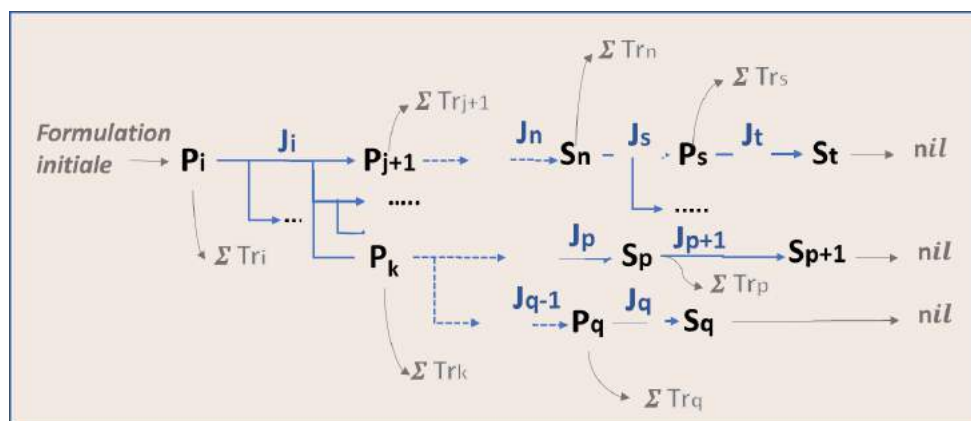 Σ Trn
Σ Trs
Σ Trj+1
Formulation
initiale
Ji
Jn
Js
Jt
Pi
Pj+1
Sn
Ps
St
nil
...
.....
.....
Σ Tri
Pk
Jp
Sp
Jp+1
Sp+1
nil
Σ Trp
Jq-1
Jq
Pq
Sq
nil
Σ Trk
Σ Trq